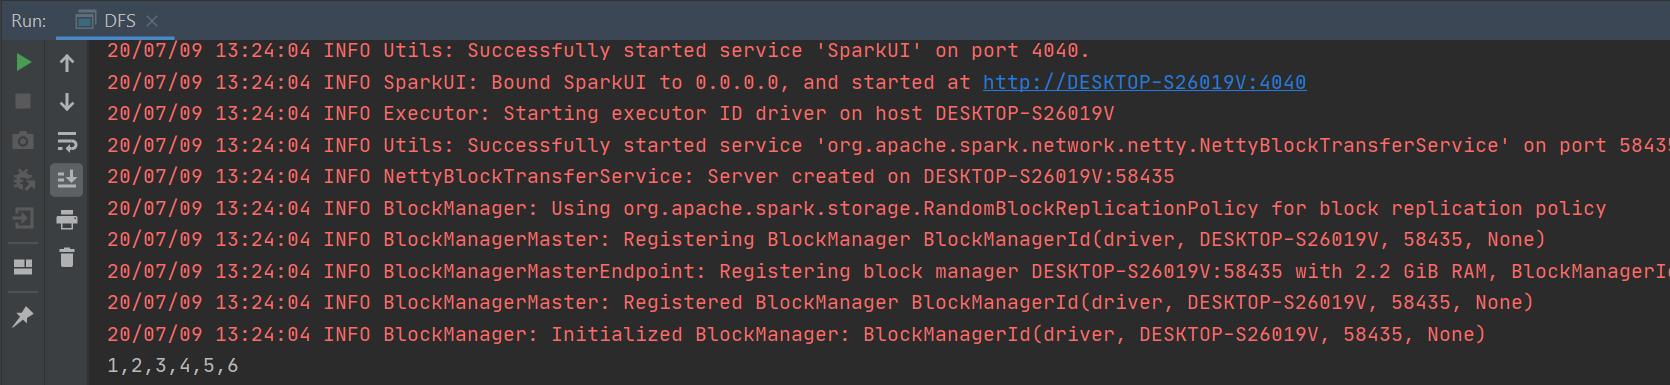 Run: DFS
20/07/09 13:24:04 INFO Utils: Successfully started service 'SparkUI' on port 4040.
20/07/09 13:24:04 INFO SparkUI: Bound SparkUI to 0.0.0.0, and started at http://DESKTOP-S26019V:4040
20/07/09 13:24:04 INFO Executor: Starting executor ID driver on host DESKTOP-S26019V
20/07/09 13:24:04 INFO Utils: Successfully started service 'org.apache.spark.network.netty.NettyBlockTransferService' on port 58435
20/07/09 13:24:04 INFO NettyBlockTransferService: Server created on DESKTOP-S26019V:58435
20/07/09 13:24:04 INFO BlockManager: Using org.apache.spark.storage.RandomBlockReplicationPolicy for block replication policy
20/07/09 13:24:04 INFO BlockManagerMaster: Registering BlockManager BlockManagerId(driver, DESKTOP-S26019V, 58435, None)
20/07/09 13:24:04 INFO BlockManagerMasterEndpoint: Registering block manager DESKTOP-S26019V:58435 with 2.2 GiB RAM, BlockManagerId
20/07/09 13:24:04 INFO BlockManagerMaster: Registered BlockManager BlockManagerId(driver, DESKTOP-S26019V, 58435, None)
20/07/09 13:24:04 INFO BlockManager: Initialized BlockManager: BlockManagerId(driver, DESKTOP-S26019V, 58435, None)
1,2,3,4,5,6